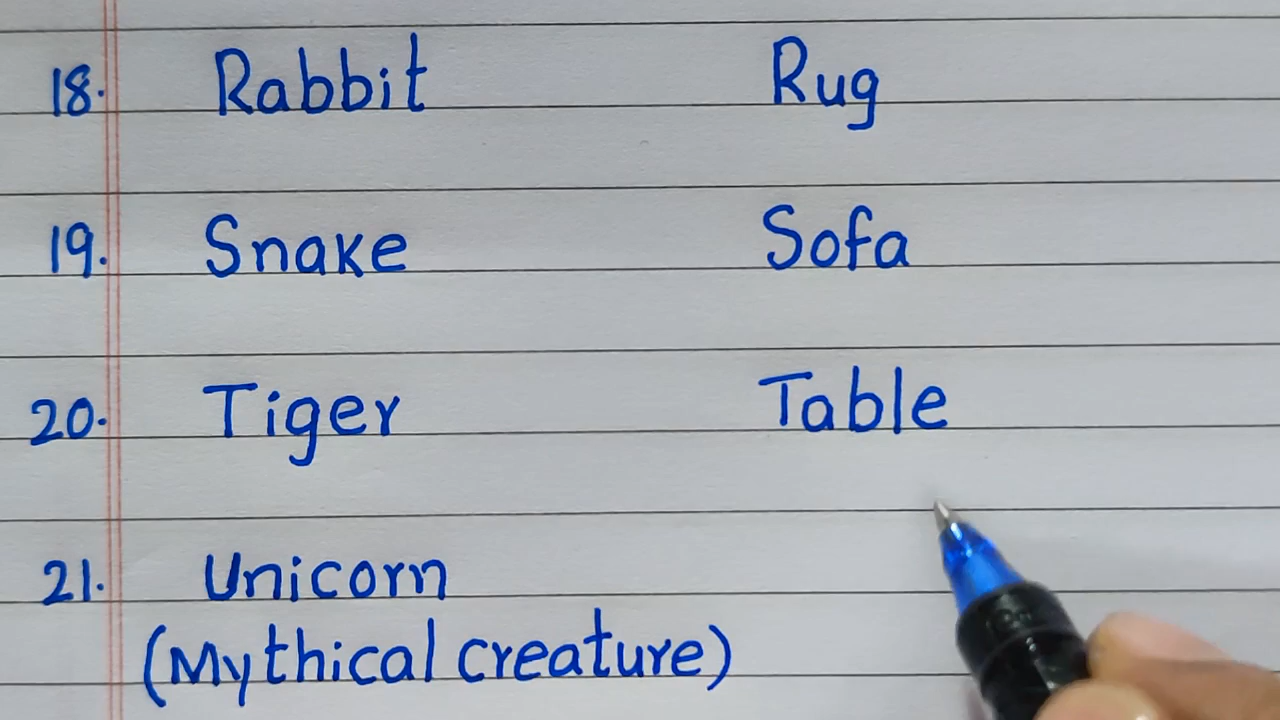 18. Rabbit Rug
19. Snake Sofa
20. Tiger Table
21. Unicorn
(Mythical creature)